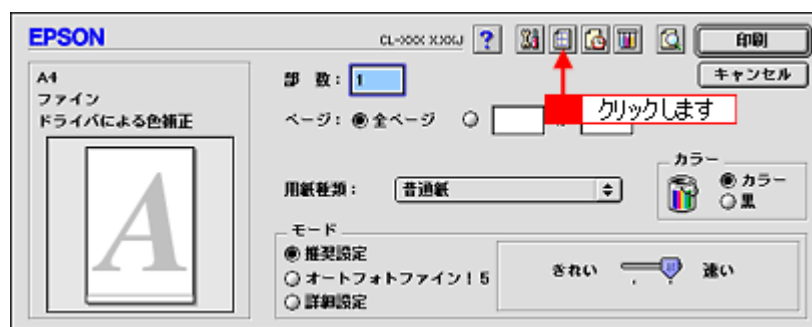 EPSON
CL-XXX X.XXJ
?
印刷
キャンセル
A4
ファイン
ドライバによる色補正
A
部 数: 1
ページ: 全ページ
クリックします
用紙種類: 普通紙
カラー
カラー
黒
モード
推奨設定
オートフォトファイン!5
詳細設定
きれい
速い